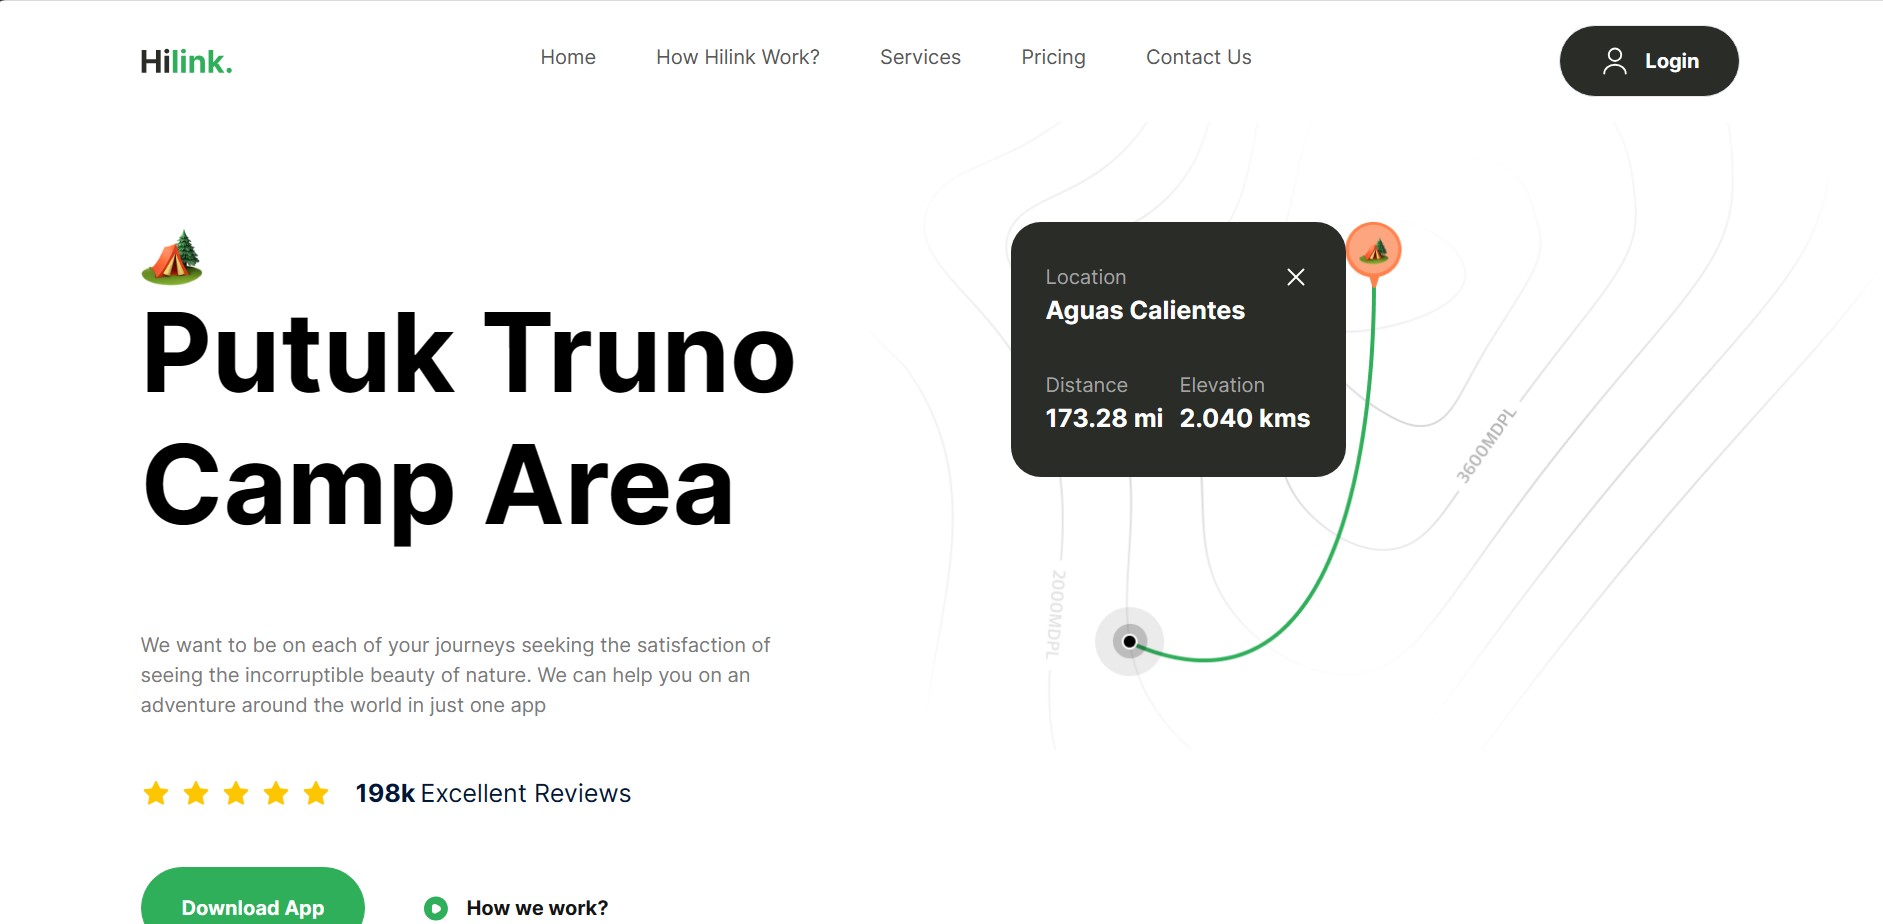 Hilink.
Home
How Hilink Work?
Services
Pricing
Contact Us
Login
Putuk Truno
Camp Area
We want to be on each of your journeys seeking the satisfaction of
seeing the incorruptible beauty of nature. We can help you on an
adventure around the world in just one app
198k Excellent Reviews
Download App
How we work?
Location
Aguas Calientes
Distance Elevation
173.28 mi 2.040 kms
3600MDPL
2000MDPL